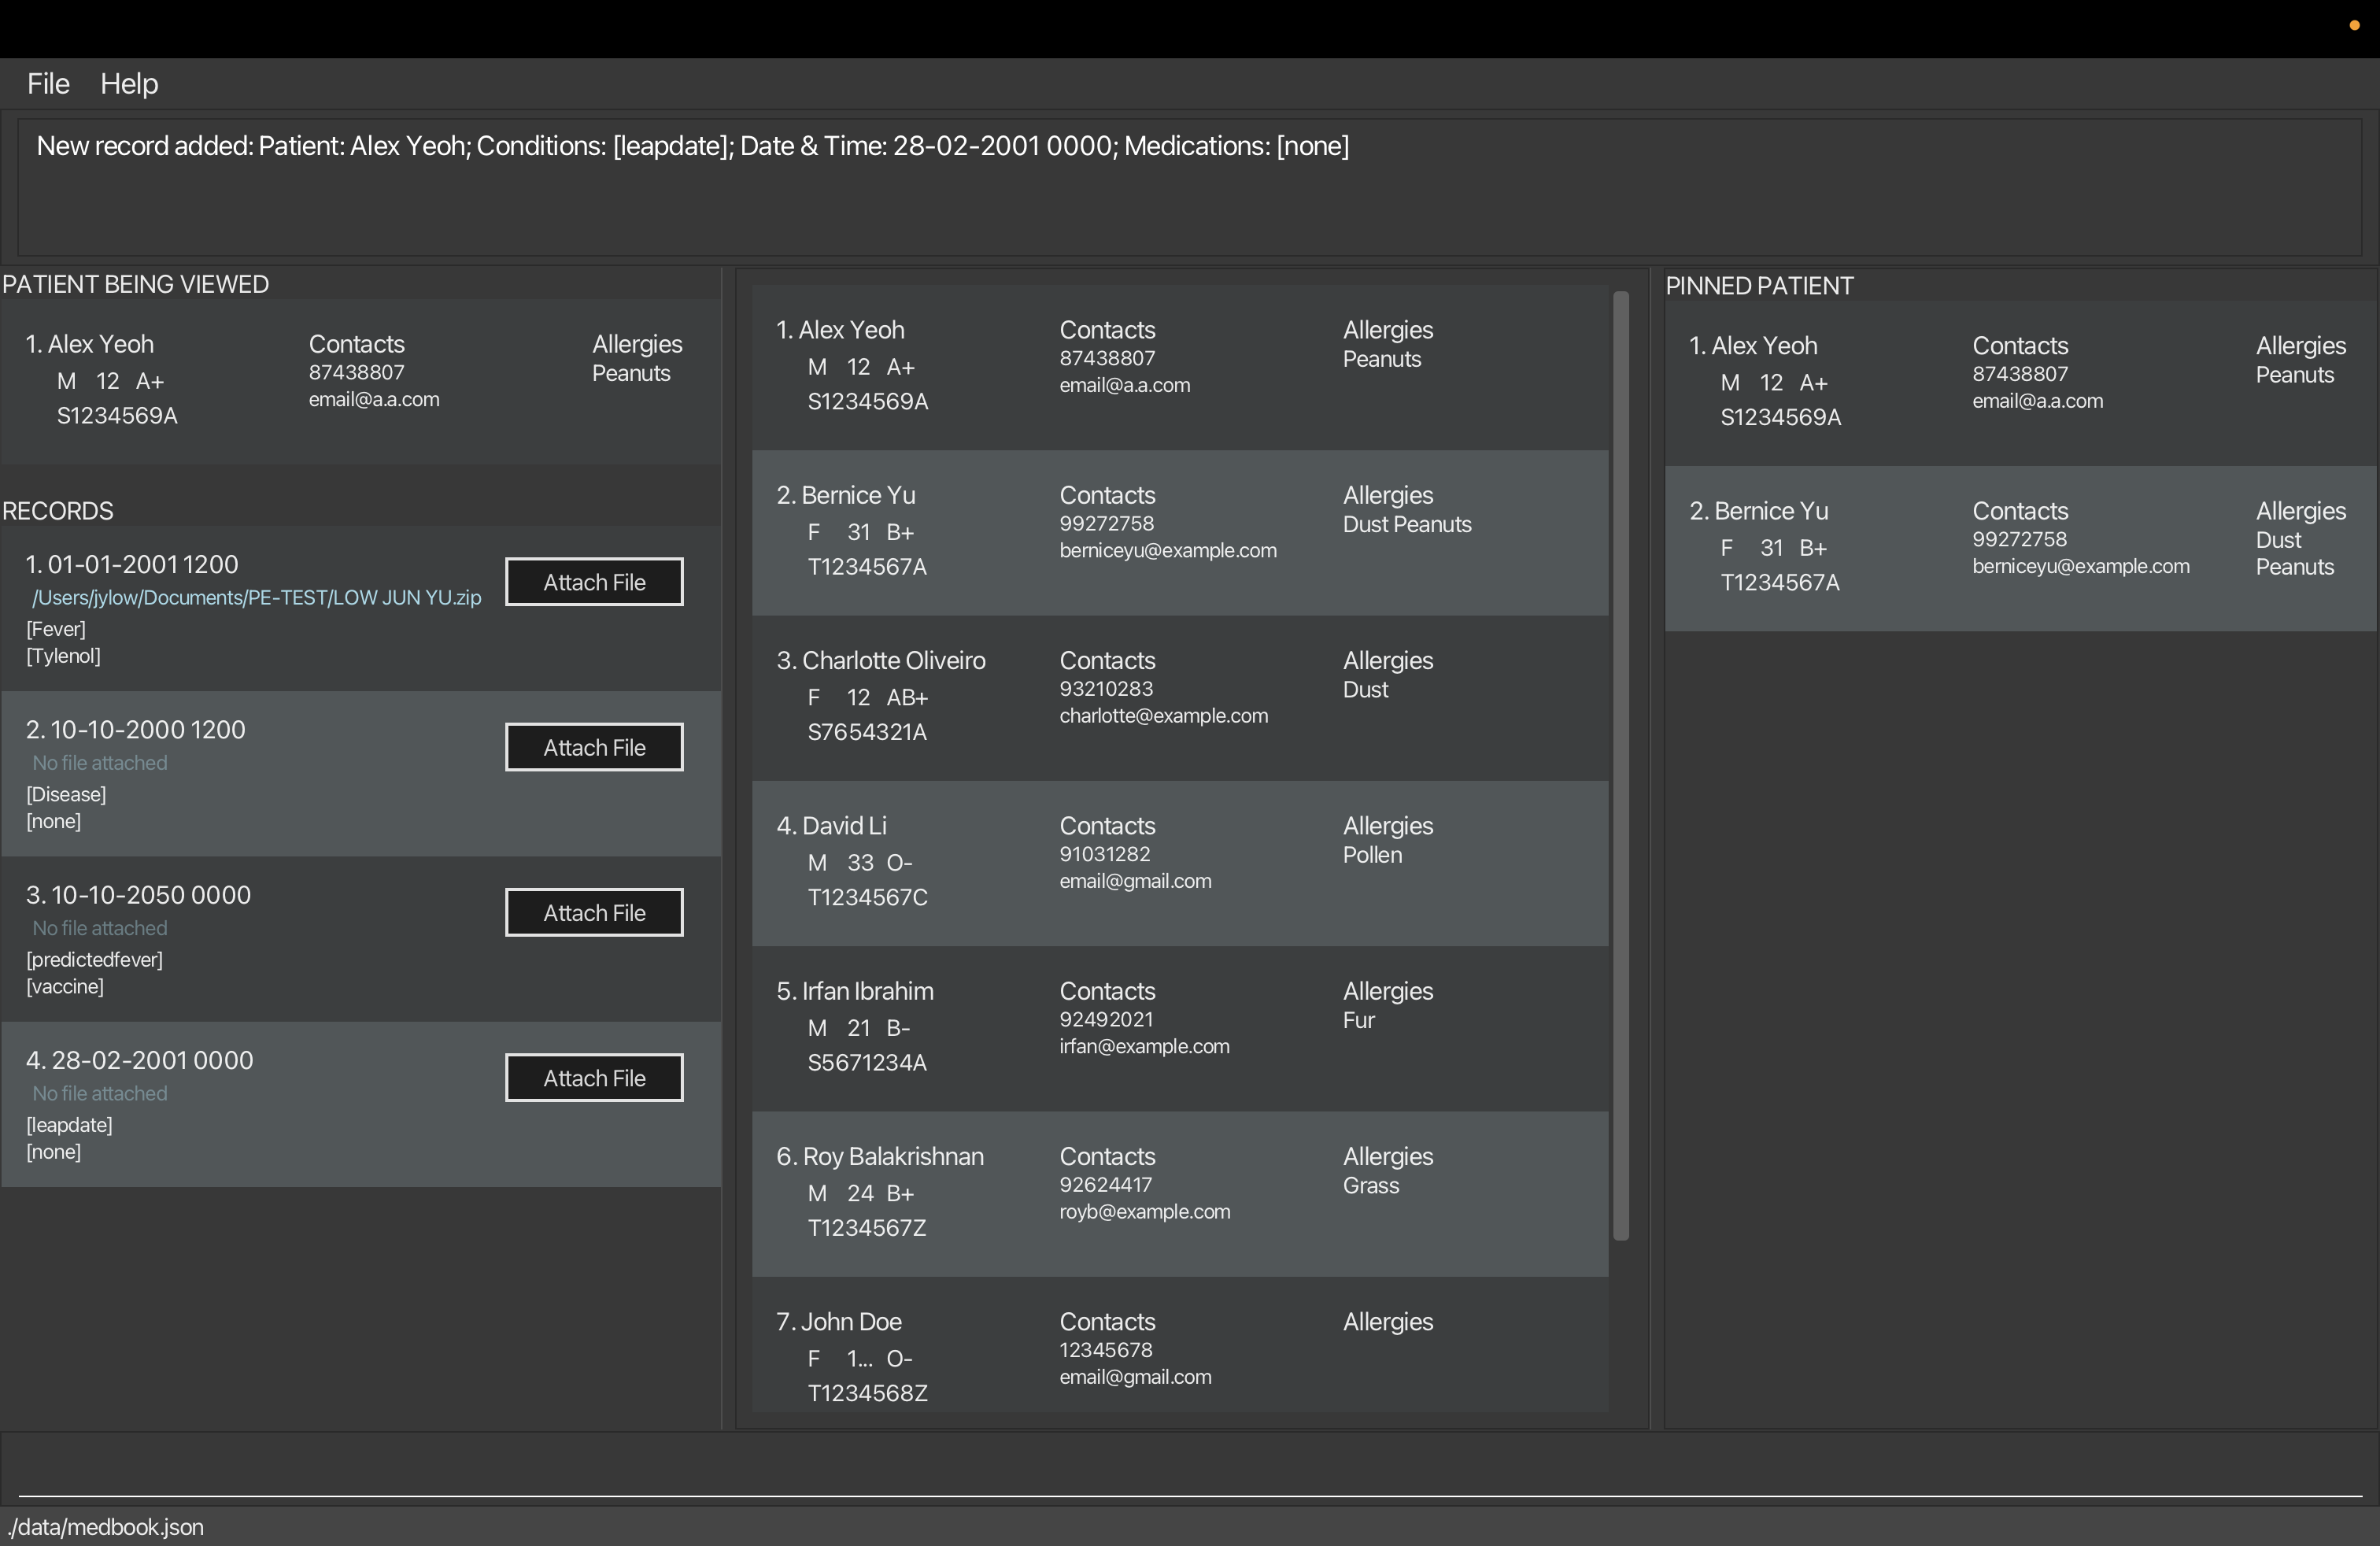 File Help
New record added: Patient: Alex Yeoh; Conditions: [leapdate]; Date & Time: 28-02-2001 0000; Medications: [none]
PATIENT BEING VIEWED
1. Alex Yeoh Contacts Allergies
M 12 A+ 87438807 Peanuts
S1234569A email@a.a.com
RECORDS
1. 01-01-2001 1200 Attach File
/Users/jylow/Documents/PE-TEST/LOW JUN YU.zip
[Fever]
[Tylenol]
2. 10-10-2000 1200 Attach File
No file attached
[Disease]
[none]
3. 10-10-2050 0000 Attach File
No file attached
[predictedfever]
[vaccine]
4. 28-02-2001 0000 Attach File
No file attached
[leapdate]
[none]
1. Alex Yeoh Contacts Allergies
M 12 A+ 87438807 Peanuts
S1234569A email@a.a.com
2. Bernice Yu Contacts Allergies
F 31 B+ 99272758 Dust Peanuts
T1234567A berniceyu@example.com
3. Charlotte Oliveiro Contacts Allergies
F 12 AB+ 93210283 Dust
S7654321A charlotte@example.com
4. David Li Contacts Allergies
M 33 O- 91031282 Pollen
T1234567C email@gmail.com
5. Irfan Ibrahim Contacts Allergies
M 21 B- 92492021 Fur
S5671234A irfan@example.com
6. Roy Balakrishnan Contacts Allergies
M 24 B+ 92624417 Grass
T1234567Z royb@example.com
7. John Doe Contacts Allergies
F 1... O- 12345678
T1234568Z email@gmail.com
PINNED PATIENT
1. Alex Yeoh Contacts Allergies
M 12 A+ 87438807 Peanuts
S1234569A email@a.a.com
2. Bernice Yu Contacts Allergies
F 31 B+ 99272758 Dust
T1234567A berniceyu@example.com Peanuts
./data/medbook.json